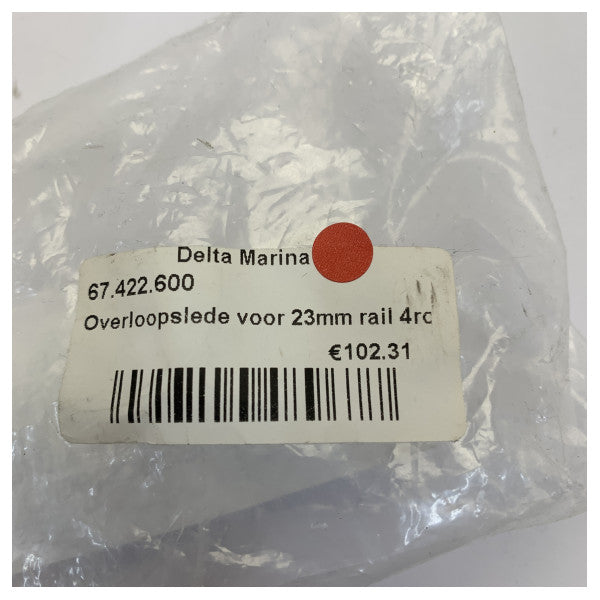 Delta Marina
67.422.600
Overloopslede voor 23mm rail 4rc
€102.31